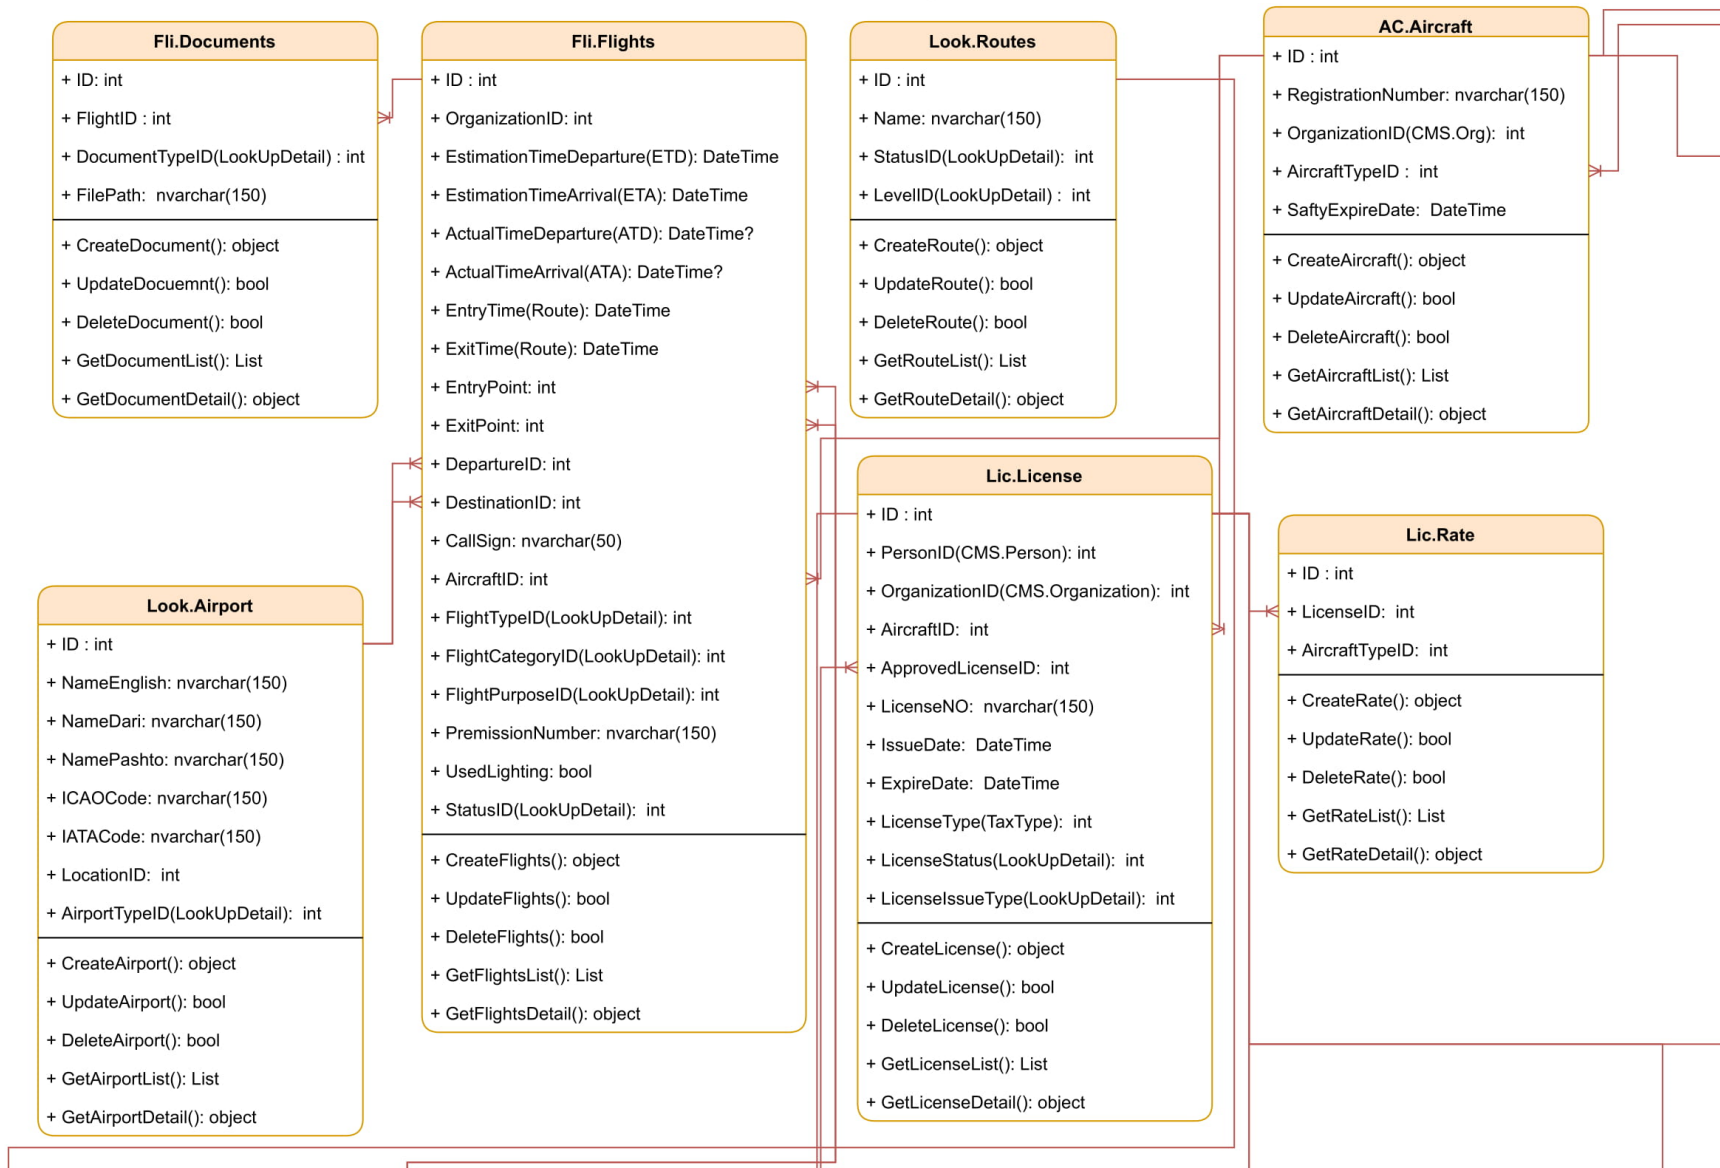 Fli.Documents
+ ID: int
+ FlightID : int
+ DocumentTypeID(LookUpDetail) : int
+ FilePath:  nvarchar(150)
+ CreateDocument(): object
+ UpdateDocuemnt(): bool
+ DeleteDocument(): bool
+ GetDocumentList(): List
+ GetDocumentDetail(): object
Fli.Flights
+ ID : int
+ OrganizationID: int
+ EstimationTimeDeparture(ETD): DateTime
+ EstimationTimeArrival(ETA): DateTime
+ ActualTimeDeparture(ATD): DateTime?
+ ActualTimeArrival(ATA): DateTime?
+ EntryTime(Route): DateTime
+ ExitTime(Route): DateTime
+ EntryPoint: int
+ ExitPoint: int
+ DepartureID: int
+ DestinationID: int
+ CallSign: nvarchar(50)
+ AircraftID: int
+ FlightTypeID(LookUpDetail): int
+ FlightCategoryID(LookUpDetail): int
+ FlightPurposeID(LookUpDetail): int
+ PremissionNumber: nvarchar(150)
+ UsedLighting: bool
+ StatusID(LookUpDetail):  int
+ CreateFlights(): object
+ UpdateFlights(): bool
+ DeleteFlights(): bool
+ GetFlightsList(): List
+ GetFlightsDetail(): object
Look.Routes
+ ID : int
+ Name: nvarchar(150)
+ StatusID(LookUpDetail):  int
+ LevelID(LookUpDetail) :  int
+ CreateRoute(): object
+ UpdateRoute(): bool
+ DeleteRoute(): bool
+ GetRouteList(): List
+ GetRouteDetail(): object
AC.Aircraft
+ ID : int
+ RegistrationNumber: nvarchar(150)
+ OrganizationID(CMS.Org):  int
+ AircraftTypeID :  int
+ SaftyExpireDate:  DateTime
+ CreateAircraft(): object
+ UpdateAircraft(): bool
+ DeleteAircraft(): bool
+ GetAircraftList(): List
+ GetAircraftDetail(): object
Look.Airport
+ ID : int
+ NameEnglish: nvarchar(150)
+ NameDari: nvarchar(150)
+ NamePashto: nvarchar(150)
+ ICAOCode: nvarchar(150)
+ IATACode: nvarchar(150)
+ LocationID:  int
+ AirportTypeID(LookUpDetail):  int
+ CreateAirport(): object
+ UpdateAirport(): bool
+ DeleteAirport(): bool
+ GetAirportList(): List
+ GetAirportDetail(): object
Lic.License
+ ID : int
+ PersonID(CMS.Person): int
+ OrganizationID(CMS.Organization):  int
+ AircraftID:  int
+ ApprovedLicenseID:  int
+ LicenseNO:  nvarchar(150)
+ IssueDate:  DateTime
+ ExpireDate:  DateTime
+ LicenseType(TaxType):  int
+ LicenseStatus(LookUpDetail):  int
+ LicenseIssueType(LookUpDetail):  int
+ CreateLicense(): object
+ UpdateLicense(): bool
+ DeleteLicense(): bool
+ GetLicenseList(): List
+ GetLicenseDetail(): object
Lic.Rate
+ ID : int
+ LicenseID:  int
+ AircraftTypeID:  int
+ CreateRate(): object
+ UpdateRate(): bool
+ DeleteRate(): bool
+ GetRateList(): List
+ GetRateDetail(): object